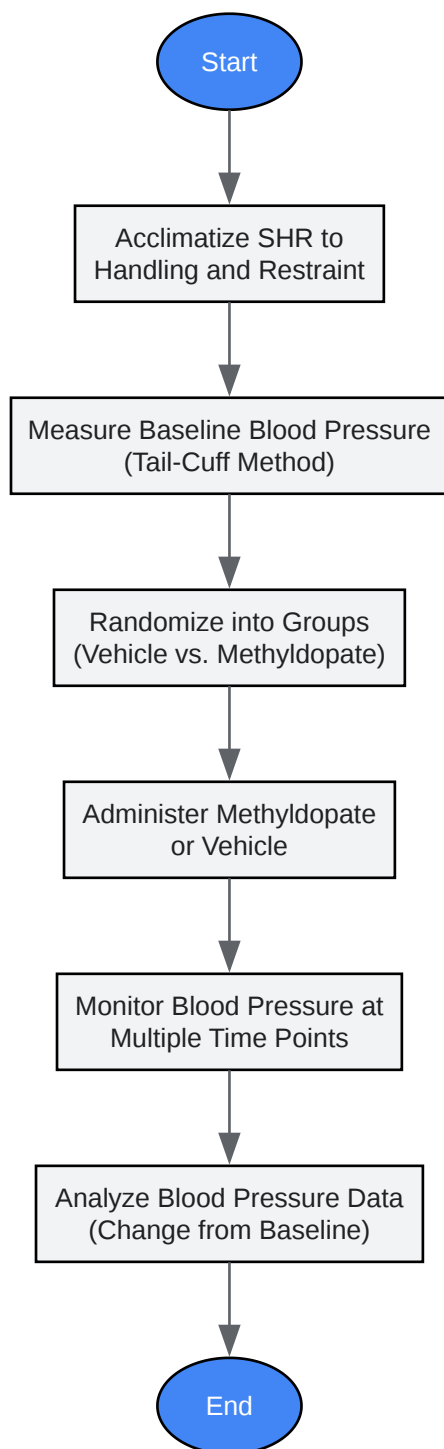 Start
Acclimatize SHR to
Handling and Restraint
Measure Baseline Blood Pressure
(Tail-Cuff Method)
Randomize into Groups
(Vehicle vs. Methyldopate)
Administer Methyldopate
or Vehicle
Monitor Blood Pressure at
Multiple Time Points
Analyze Blood Pressure Data
(Change from Baseline)
End